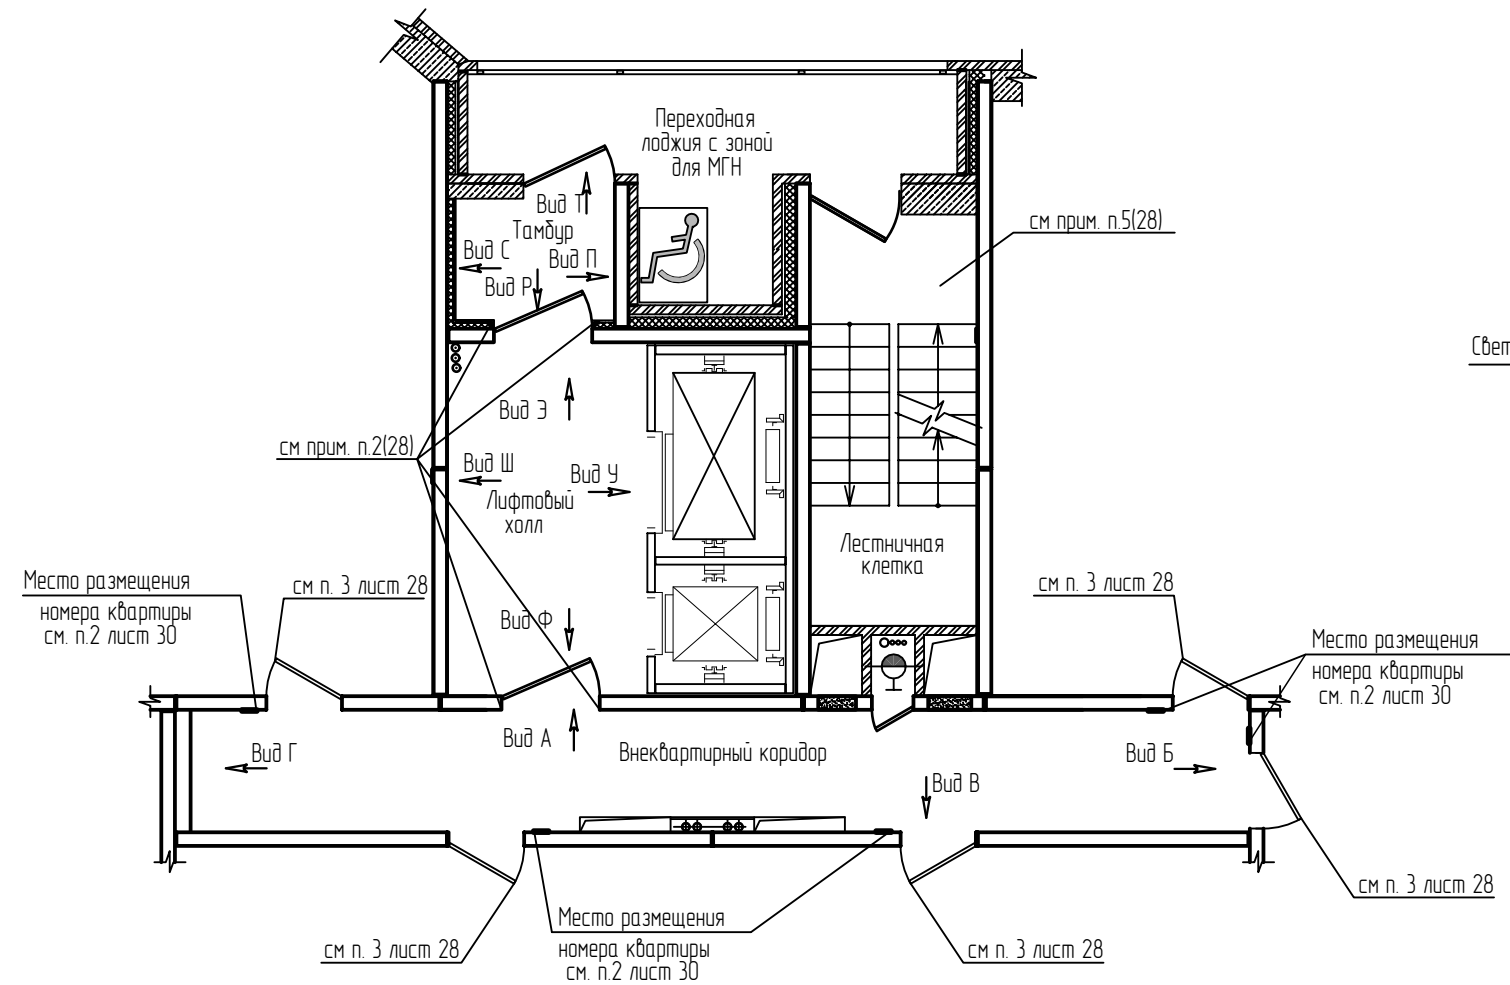 Переходная
лоджия с зоной
для МГН
Вид Т
Тамбур
Вид С
Вид П
Вид Р
см прим. п.5(28)
Свет
Вид Э
см прим. п.2(28)
Вид Ш
Вид У
Лифтовый
холл
Лестничная
клетка
Место размещения
номера квартиры
см. п.2 лист 30
см п. 3 лист 28
Вид Ф
см п. 3 лист 28
Место размещения
номера квартиры
см. п.2 лист 30
Вид Г
Вид А
Внеквартирный коридор
Вид В
Вид Б
см п. 3 лист 28
Место размещения
номера квартиры
см. п.2 лист 30
см п. 3 лист 28
см п. 3 лист 28